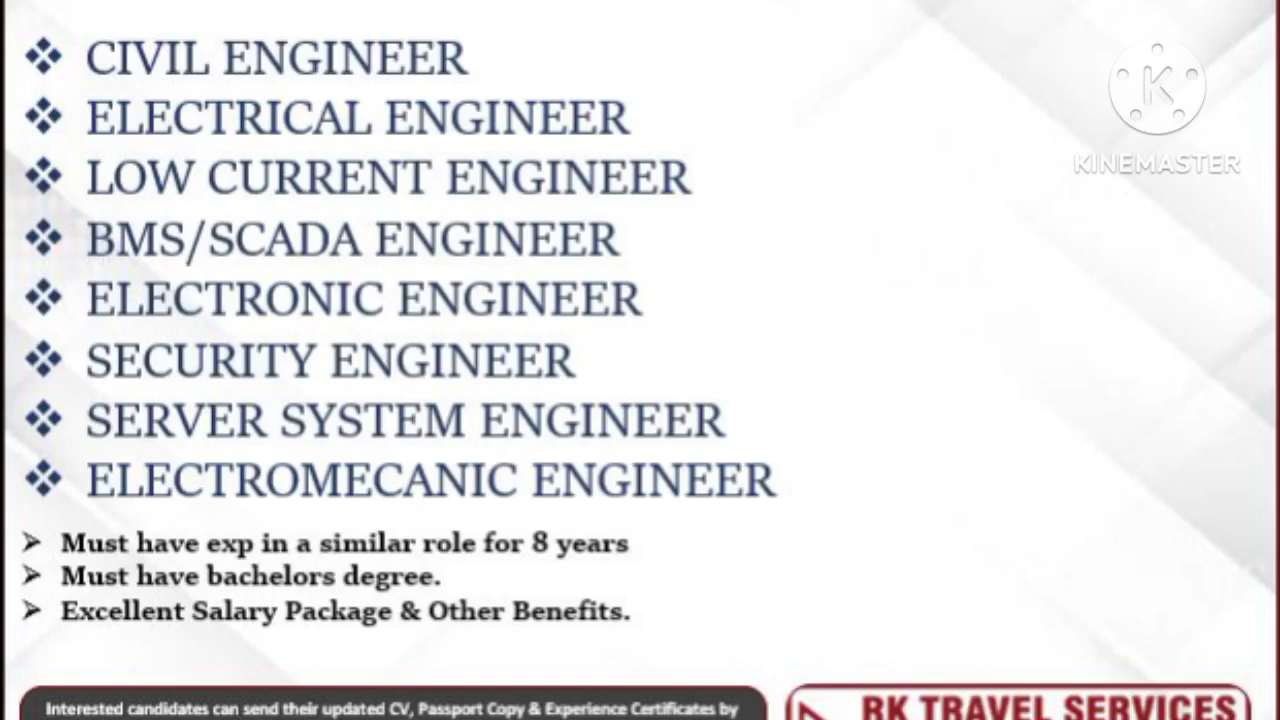 CIVIL ENGINEER
ELECTRICAL ENGINEER
LOW CURRENT ENGINEER
BMS/SCADA ENGINEER
ELECTRONIC ENGINEER
SECURITY ENGINEER
SERVER SYSTEM ENGINEER
ELECTROMECANIC ENGINEER
Must have exp in a similar role for 8 years
Must have bachelors degree.
Excellent Salary Package & Other Benefits.
Interested candidates can send their updated CV, Passport Copy & Experience Certificates by
RK TRAVEL SERVICES
K
KINEMASTER